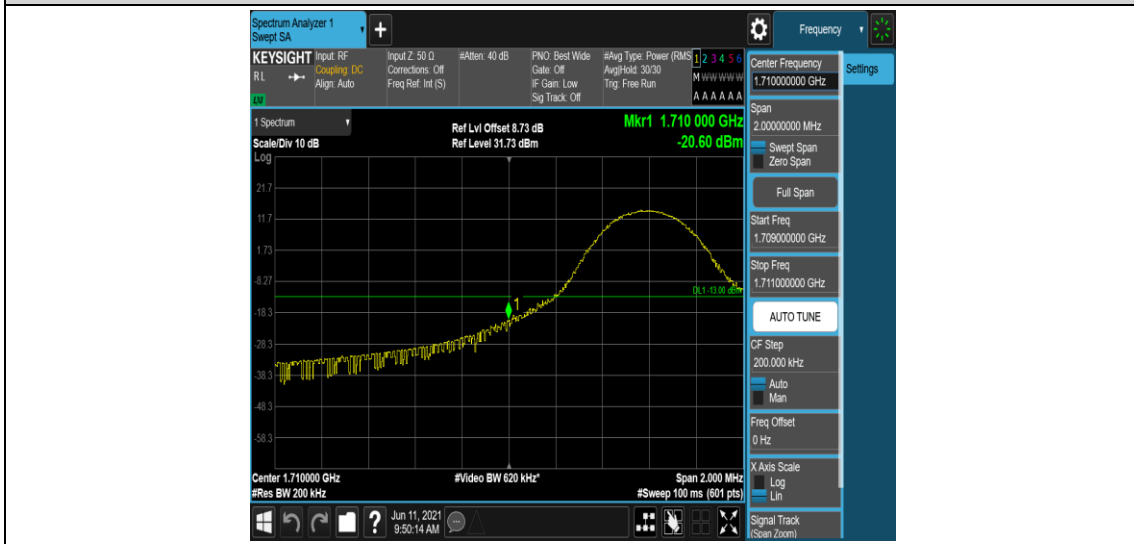 Spectrum Analyzer 1
Swept SA
Frequency
KEYSIGHT
RL
Input: RF
Coupling: DC
Align: Auto
Input Z: 50 Ω
Corrections: Off
Freq Ref: Int (S)
#Atten: 40 dB
PNO: Best Wide
Gate: Off
IF Gain: Low
Sig Track: Off
#Avg Type: Power (RMS
Avg|Hold: 30/30
Trig: Free Run
1 2 3 4 5 6
M W W W W W
A A A A A A
1 Spectrum
Scale/Div 10 dB
Log
Ref Lvl Offset 8.73 dB
Ref Level 31.73 dBm
Mkr1 1.710 000 GHz
-20.60 dBm
21.7
11.7
1.73
-8.27
-18.3
-28.3
-38.3
-48.3
-58.3
DL1 -13.00 dBm
1
Center 1.710000 GHz
#Res BW 200 kHz
#Video BW 620 kHz*
Span 2.000 MHz
#Sweep 100 ms (601 pts)
Center Frequency
1.710000000 GHz
Settings
Span
2.00000000 MHz
Swept Span
Zero Span
Full Span
Start Freq
1.709000000 GHz
Stop Freq
1.711000000 GHz
AUTO TUNE
CF Step
200.000 kHz
Auto
Man
Freq Offset
0 Hz
X Axis Scale
Log
Lin
Signal Track
(Span Zoom)
?
Jun 11, 2021
9:50:14 AM